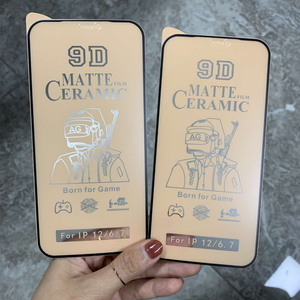 9D
MATTE FILM
CERAMIC
AG
Born for Game
For IP 12/6.7
9D
MATTE FILM
CERAMIC
AG
Born for Game
For IP 12/6.7